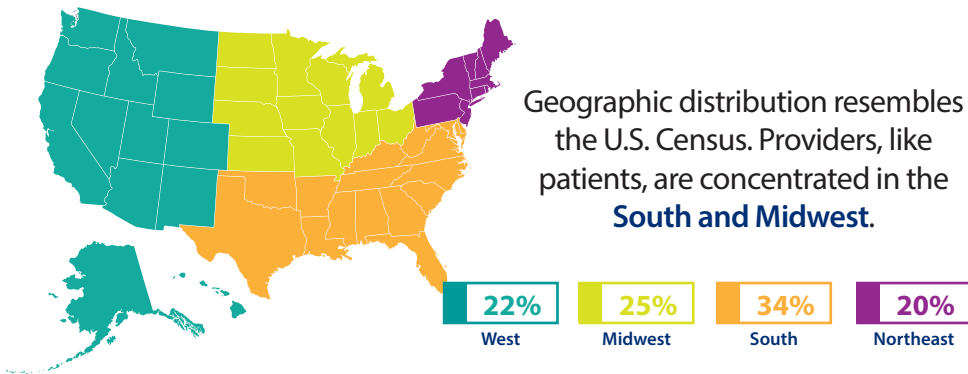 Geographic distribution resembles
the U.S. Census. Providers, like
patients, are concentrated in the
South and Midwest.
22%
25%
34%
20%
West
Midwest
South
Northeast